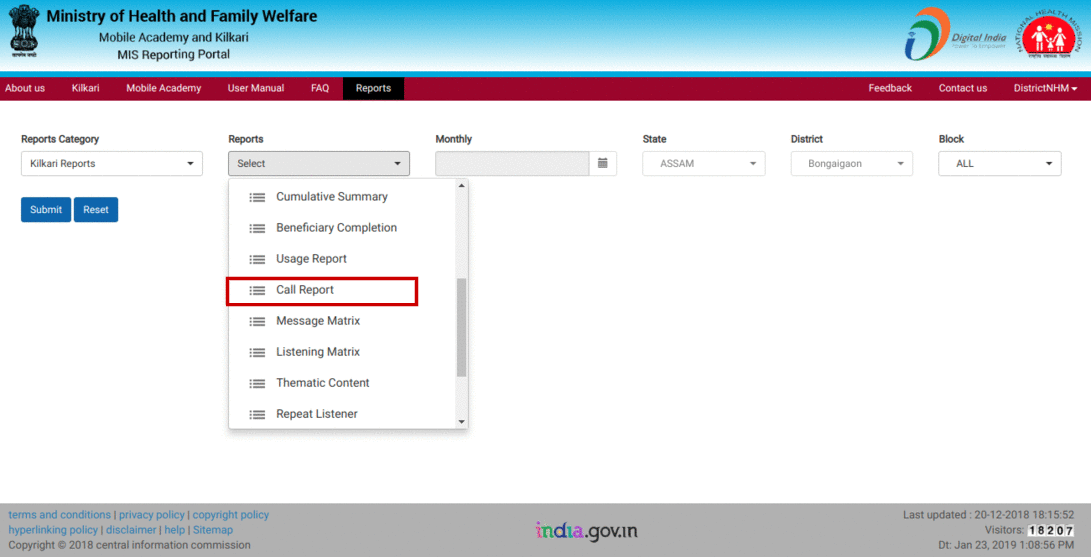 Ministry of Health and Family Welfare
Mobile Academy and Kilkari
MIS Reporting Portal
Digital India
Power To Empower
NATIONAL HEALTH MISSION
About us Kilkari Mobile Academy User Manual FAQ Reports Feedback Contact us DistrictNHM
Reports Category Reports Monthly State District Block
Kilkari Reports Select ASSAM Bongaigaon ALL
Submit Reset
Cumulative Summary
Beneficiary Completion
Usage Report
Call Report
Message Matrix
Listening Matrix
Thematic Content
Repeat Listener
terms and conditions | privacy policy | copyright policy
hyperlinking policy | disclaimer | help | Sitemap
Copyright © 2018 central information commission
india.gov.in
Last updated : 20-12-2018 18:15:52
Visitors: 18207
Dt: Jan 23, 2019 1:08:56 PM